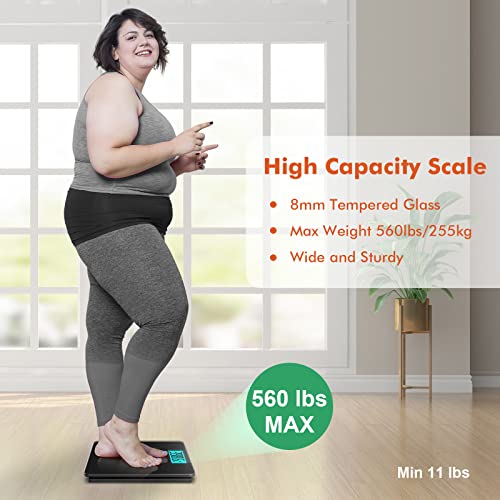 High Capacity Scale
• 8mm Tempered Glass
• Max Weight 560lbs/255kg
• Wide and Sturdy
560 lbs
MAX
Min 11 lbs